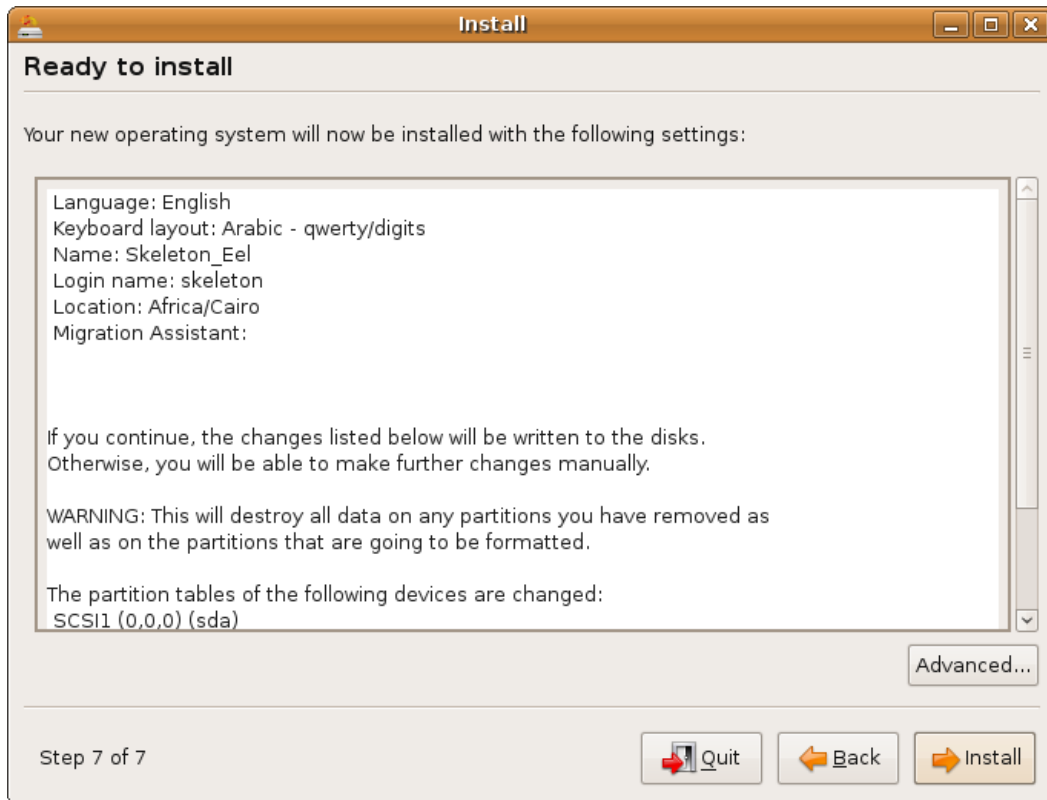 Install
Ready to install
Your new operating system will now be installed with the following settings:
Language: English
Keyboard layout: Arabic - qwerty/digits
Name: Skeleton_Eel
Login name: skeleton
Location: Africa/Cairo
Migration Assistant:
If you continue, the changes listed below will be written to the disks.
Otherwise, you will be able to make further changes manually.
WARNING: This will destroy all data on any partitions you have removed as
well as on the partitions that are going to be formatted.
The partition tables of the following devices are changed:
SCSI1 (0,0,0) (sda)
Advanced...
Step 7 of 7
Quit
Back
Install